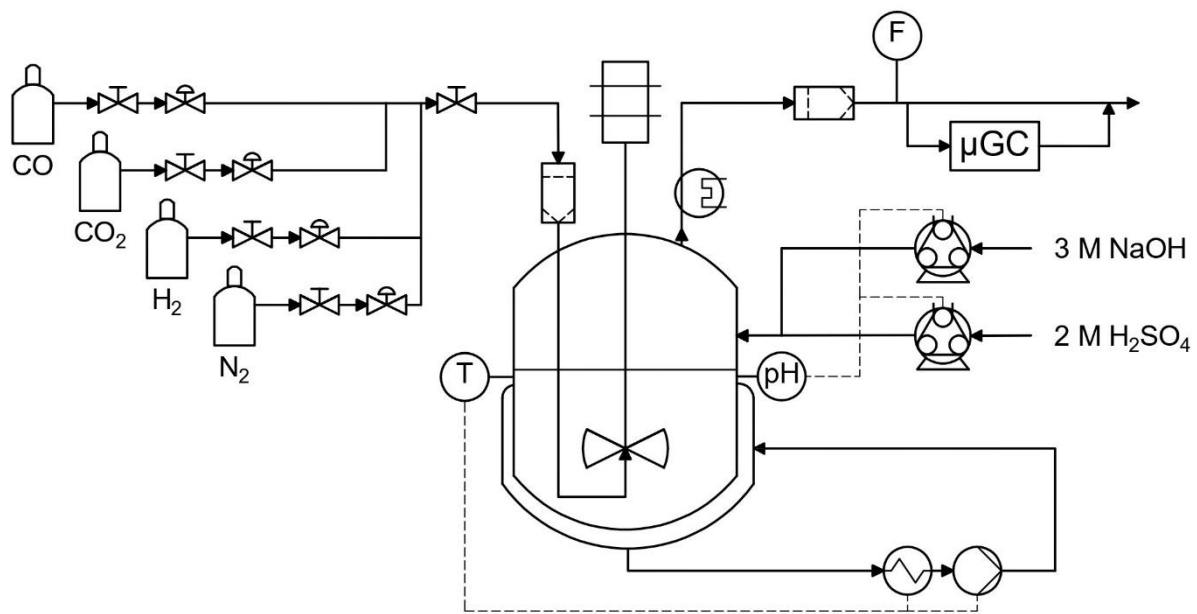 F
CO
µGC
CO₂
3 M NaOH
H₂
2 M H₂SO₄
N₂
T
pH